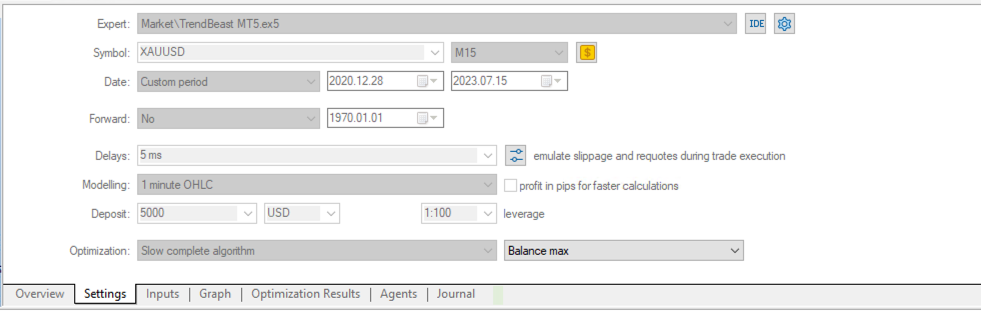 Expert: Market\TrendBeast MT5.ex5 IDE
Symbol: XAUUSD M15 $
Date: Custom period 2020.12.28 2023.07.15
Forward: No 1970.01.01
Delays: 5 ms emulate slippage and requotes during trade execution
Modelling: 1 minute OHLC profit in pips for faster calculations
Deposit: 5000 USD 1:100 leverage
Optimization: Slow complete algorithm Balance max
Overview Settings Inputs Graph Optimization Results Agents Journal